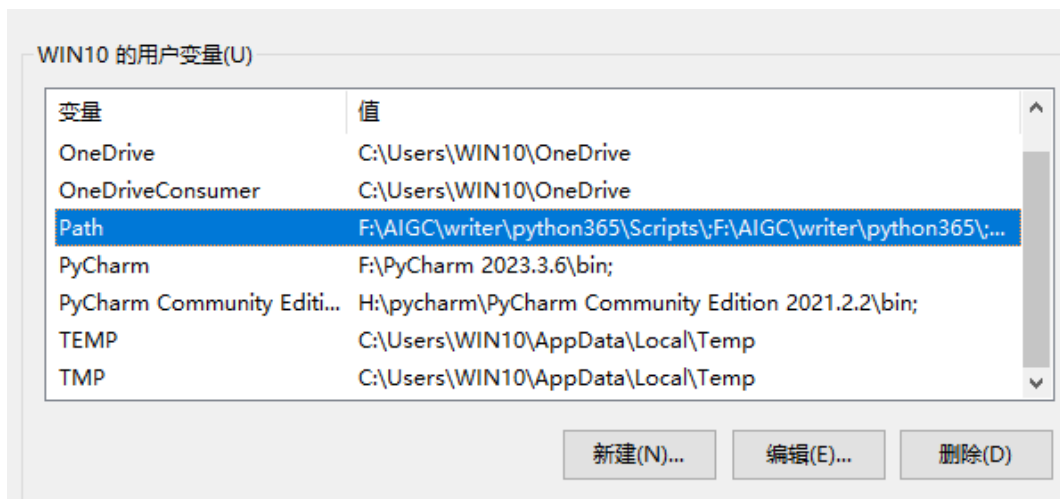 WIN10 的用户变量(U)
变量 值
OneDrive C:\Users\WIN10\OneDrive
OneDriveConsumer C:\Users\WIN10\OneDrive
Path F:\AIGC\writer\python365\Scripts\;F:\AIGC\writer\python365\;...
PyCharm F:\PyCharm 2023.3.6\bin;
PyCharm Community Editi... H:\pycharm\PyCharm Community Edition 2021.2.2\bin;
TEMP C:\Users\WIN10\AppData\Local\Temp
TMP C:\Users\WIN10\AppData\Local\Temp
新建(N)... 编辑(E)... 删除(D)